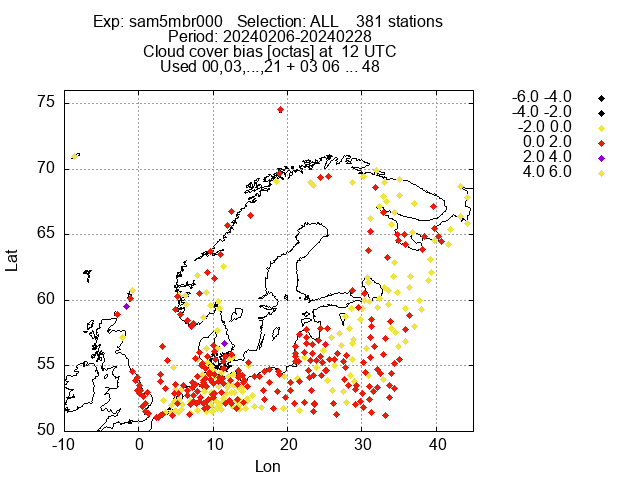 Exp: sam5mbr000 Selection: ALL 381 stations
Period: 20240206-20240228
Cloud cover bias [octas] at 12 UTC
Used 00,03,...,21 + 03 06 ... 48
-6.0 -4.0
-4.0 -2.0
-2.0 0.0
0.0 2.0
2.0 4.0
4.0 6.0
75
70
65
60
55
50
Lat
-10 0 10 20 30 40
Lon